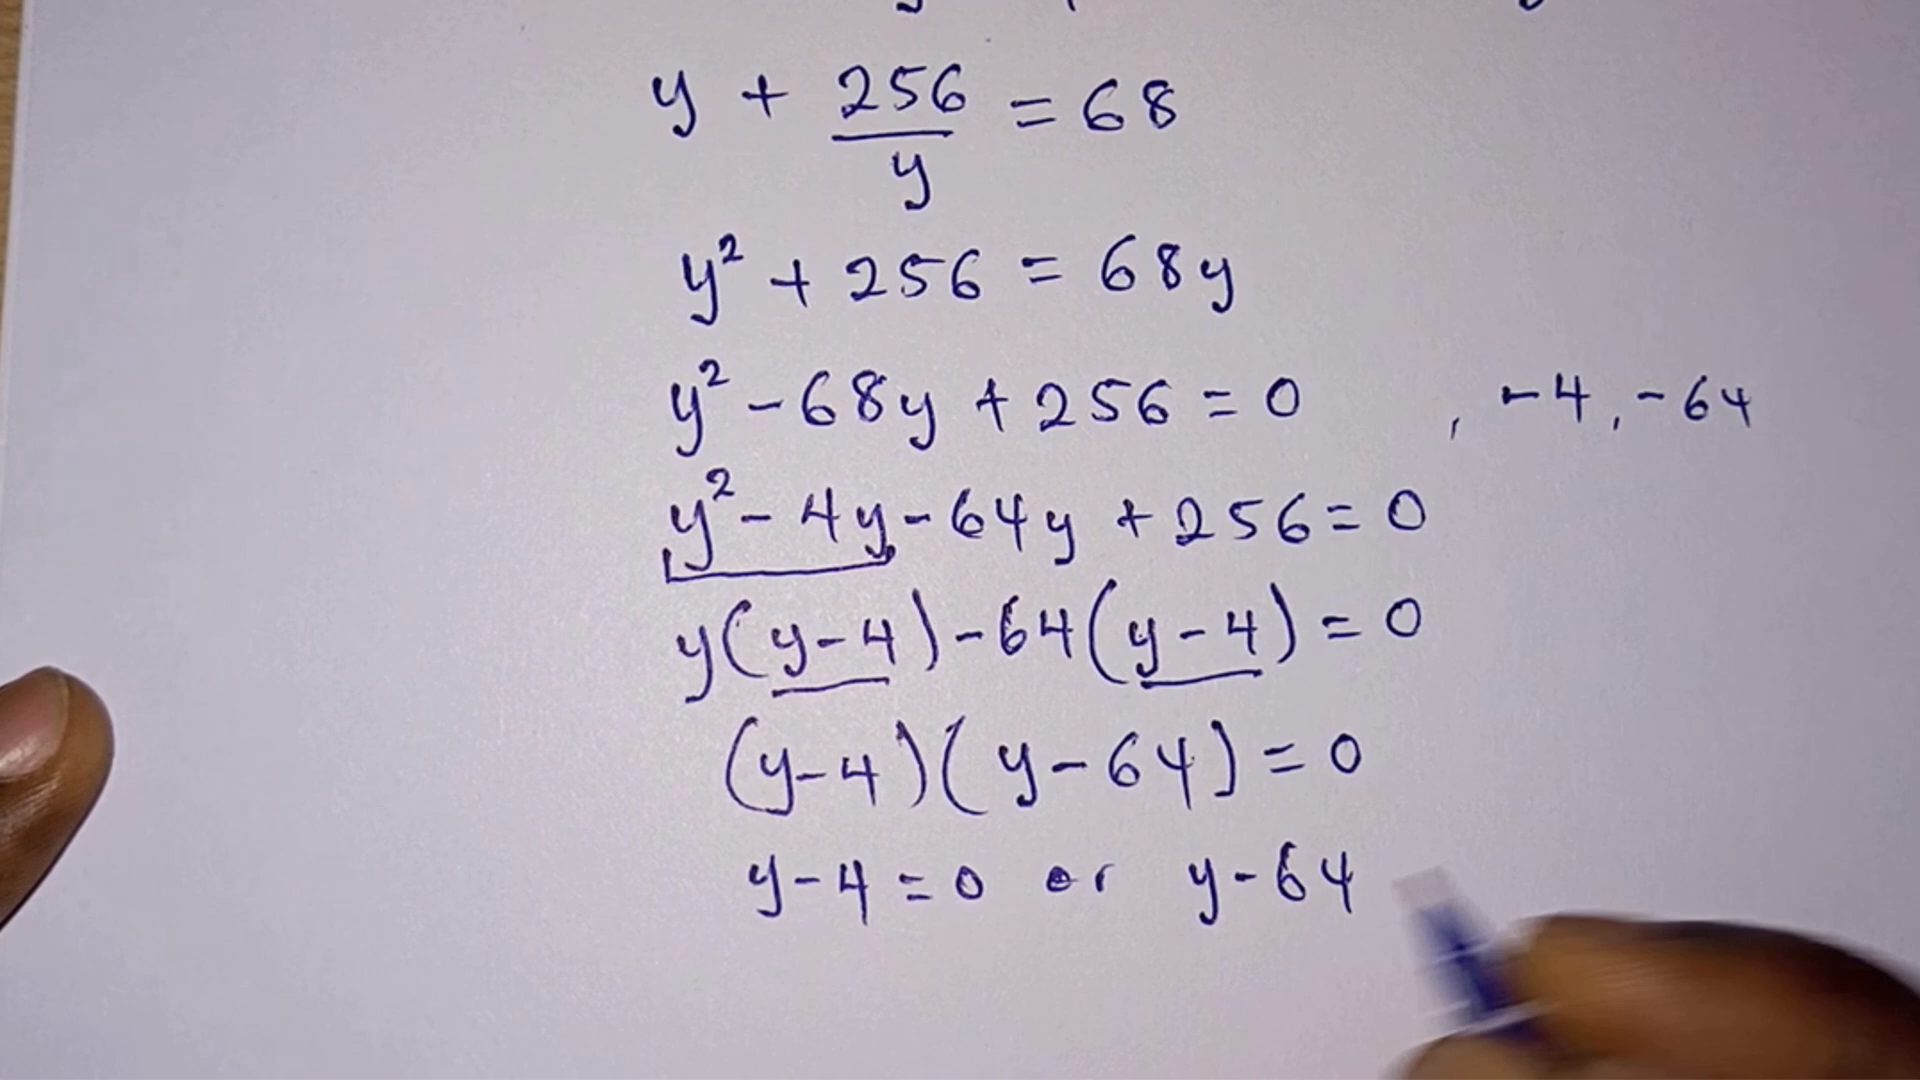 y + 256/y = 68
y² + 256 = 68y
y² - 68y + 256 = 0 , -4, -64
y² - 4y - 64y + 256 = 0
y(y-4) - 64(y-4) = 0
(y-4)(y-64) = 0
y-4 = 0 or y-64